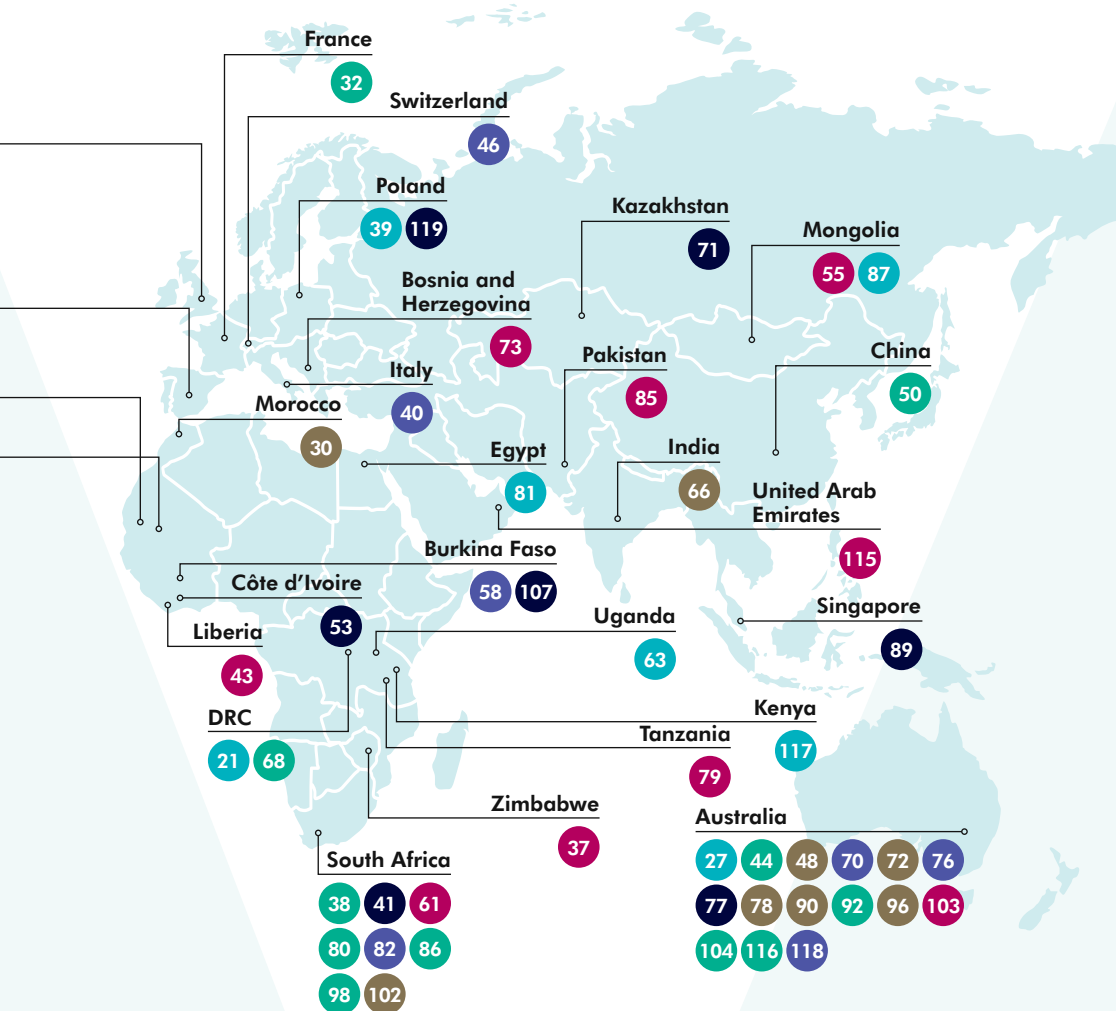 France
32
Switzerland
46
Poland
39 119
Kazakhstan
71
Mongolia
55 87
Bosnia and
Herzegovina
73
Pakistan
85
China
50
Italy
40
Morocco
30
Egypt
81
India
66
United Arab
Emirates
115
Burkina Faso
58 107
Côte d’Ivoire
53
Liberia
43
Uganda
63
Singapore
89
DRC
21 68
Kenya
117
Tanzania
79
Zimbabwe
37
Australia
27 44 48 70 72 76
77 78 90 92 96 103
104 116 118
South Africa
38 41 61
80 82 86
98 102